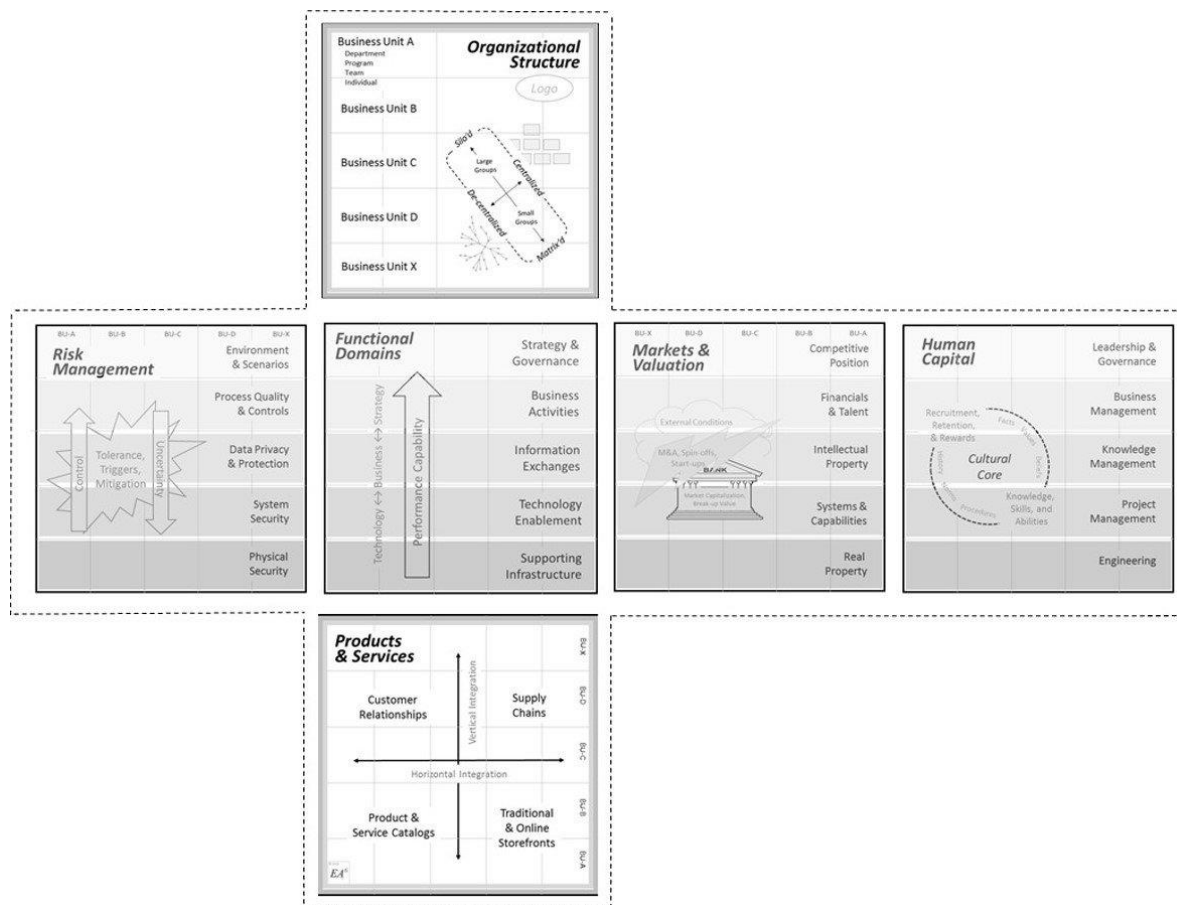 Business Unit A
Department
Program
Team
Individual
Organizational
Structure
Logo
Business Unit B
Business Unit C
Business Unit D
Business Unit X
Silo'd
Large
Groups
Centralized
De-centralized
Small
Groups
Matrix'd
BU-A BU-B BU-C BU-D BU-X
Risk
Management
Environment
& Scenarios
Process Quality
& Controls
Data Privacy
& Protection
System
Security
Physical
Security
Control
Tolerance,
Triggers,
Mitigation
Uncertainty
Functional
Domains
Strategy &
Governance
Business
Activities
Information
Exchanges
Technology
Enablement
Supporting
Infrastructure
Technology ↔ Business ↔ Strategy
Performance Capability
BU-X BU-D BU-C BU-B BU-A
Markets &
Valuation
Competitive
Position
Financials
& Talent
Intellectual
Property
Systems &
Capabilities
Real
Property
External Conditions
M&A, Spin-offs,
Start-ups
BANK
Market Capitalization,
Break-up Value
Human
Capital
Leadership &
Governance
Business
Management
Knowledge
Management
Project
Management
Engineering
Recruitment,
Retention,
& Rewards
Facts
Values
Beliefs
Cultural
Core
History
Norms
Procedures
Knowledge,
Skills, and
Abilities
Products
& Services
Customer
Relationships
Supply
Chains
Vertical Integration
Horizontal Integration
Product &
Service Catalogs
Traditional
& Online
Storefronts
BU-X
BU-D
BU-C
BU-B
BU-A